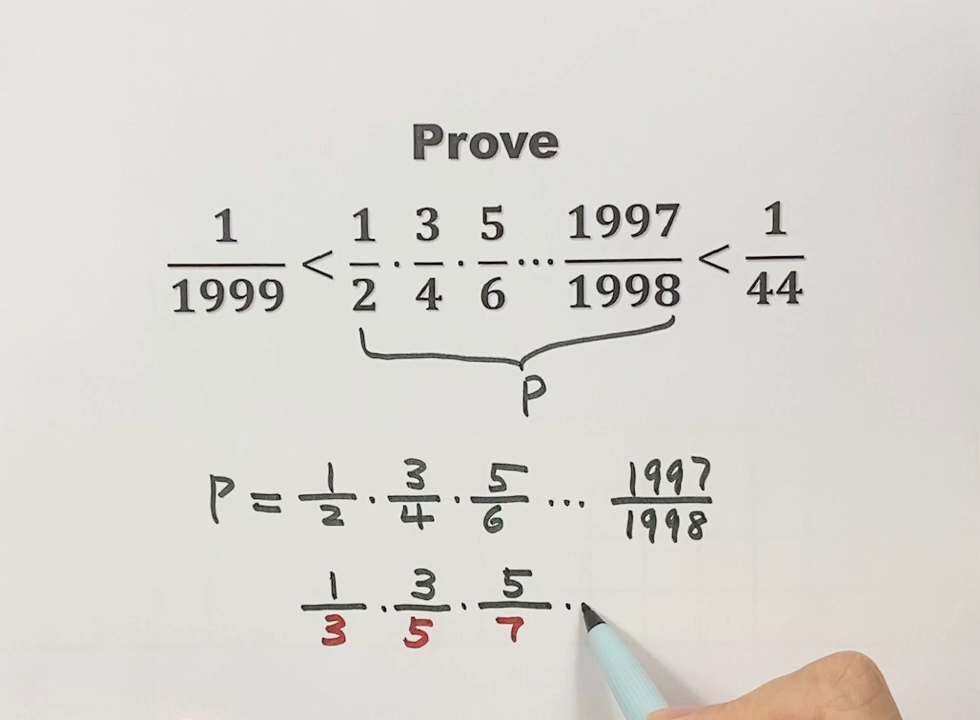 Prove
1/1999 < 1/2 · 3/4 · 5/6 ··· 1997/1998 < 1/44
P
P = 1/2 · 3/4 · 5/6 ··· 1997/1998
1/3 · 3/5 · 5/7 ·